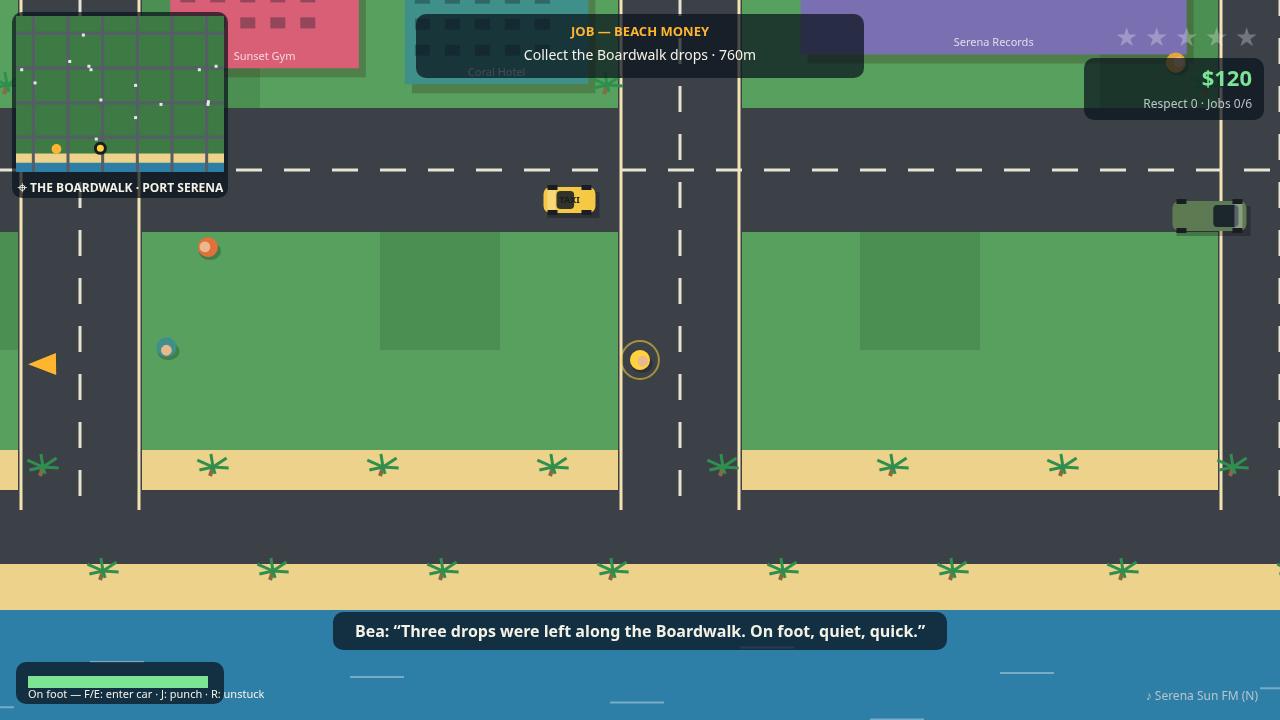 Sunset Gym
Coral Hotel
Serena Records
JOB — BEACH MONEY
Collect the Boardwalk drops · 760m
★★★★★
$120
Respect 0 · Jobs 0/6
⌖ THE BOARDWALK · PORT SERENA
TAXI
Bea: “Three drops were left along the Boardwalk. On foot, quiet, quick.”
On foot — F/E: enter car · J: punch · R: unstuck
♪ Serena Sun FM (N)